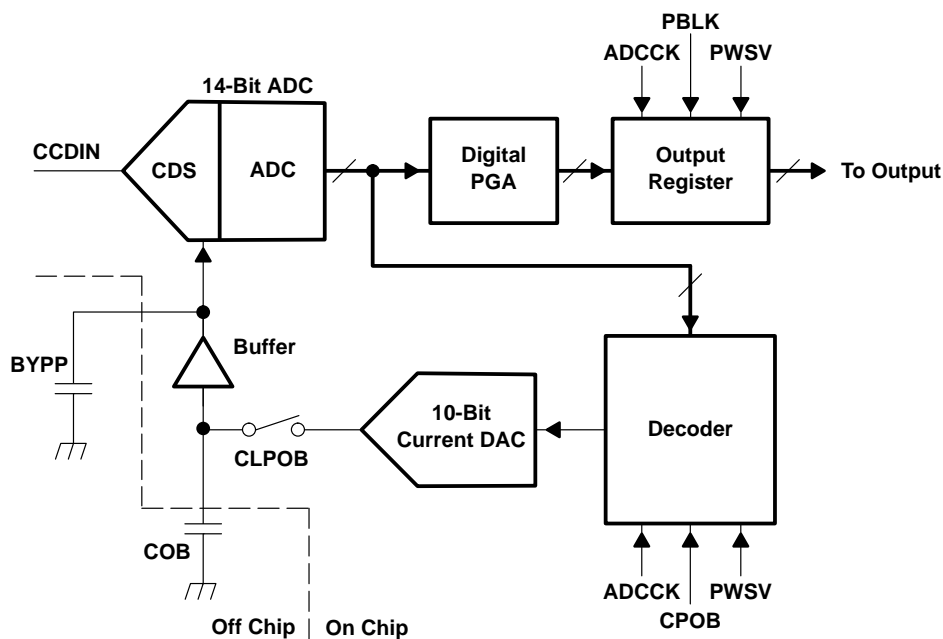 PBLK
ADCCK
PWSV
14-Bit ADC
CCDIN
CDS
ADC
Digital
PGA
Output
Register
To Output
BYPP
Buffer
10-Bit
Current DAC
Decoder
CLPOB
COB
ADCCK
PWSV
CPOB
Off Chip
On Chip